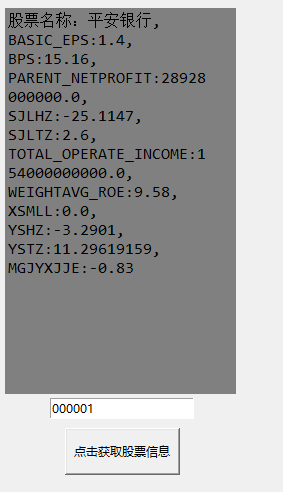 股票名称：平安银行,
BASIC_EPS:1.4,
BPS:15.16,
PARENT_NETPROFIT:28928
000000.0,
SJLHZ:-25.1147,
SJLTZ:2.6,
TOTAL_OPERATE_INCOME:1
54000000000.0,
WEIGHTAVG_ROE:9.58,
XSMLL:0.0,
YSHZ:-3.2901,
YSTZ:11.29619159,
MGJYXJJE:-0.83
000001
点击获取股票信息